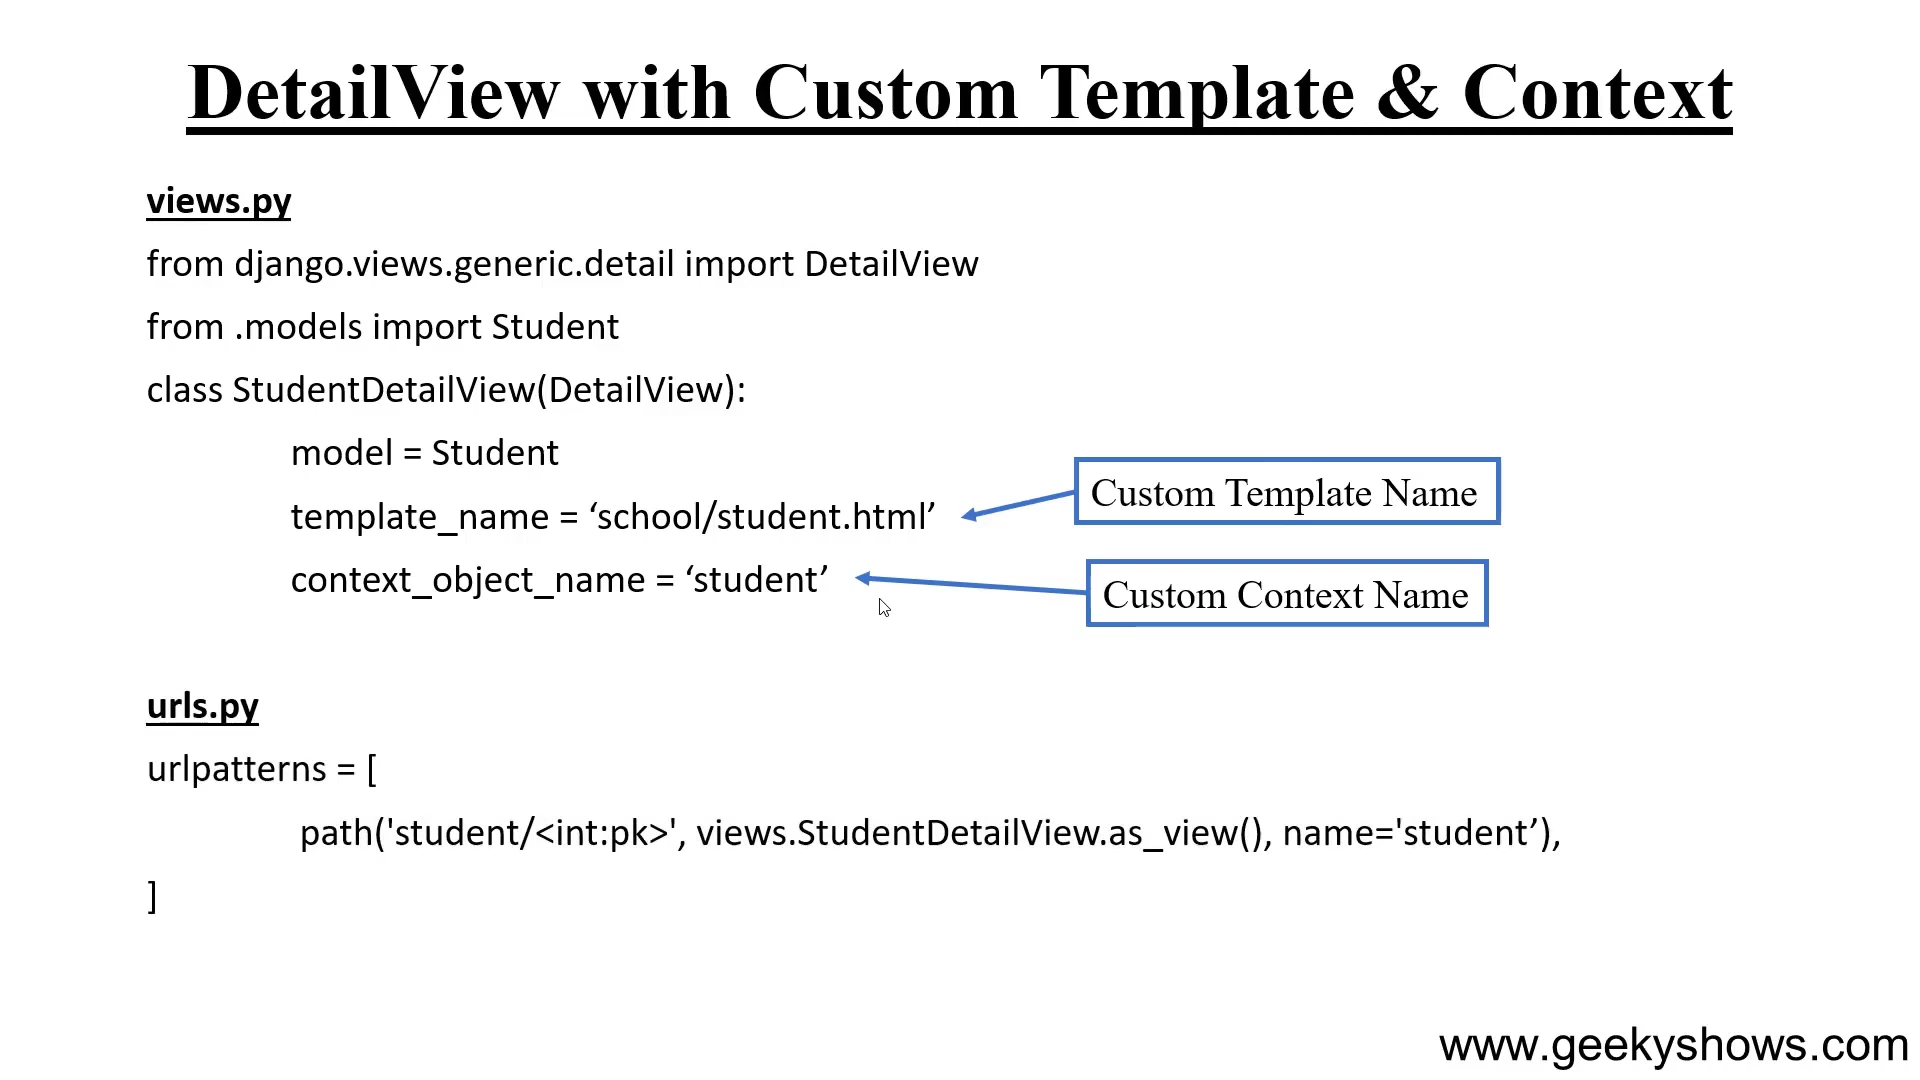 DetailView with Custom Template & Context
views.py
from django.views.generic.detail import DetailView
from .models import Student
class StudentDetailView(DetailView):
model = Student
template_name = ‘school/student.html’
Custom Template Name
context_object_name = ‘student’
Custom Context Name
urls.py
urlpatterns = [
path('student/<int:pk>', views.StudentDetailView.as_view(), name='student’),
]
www.geekyshows.com